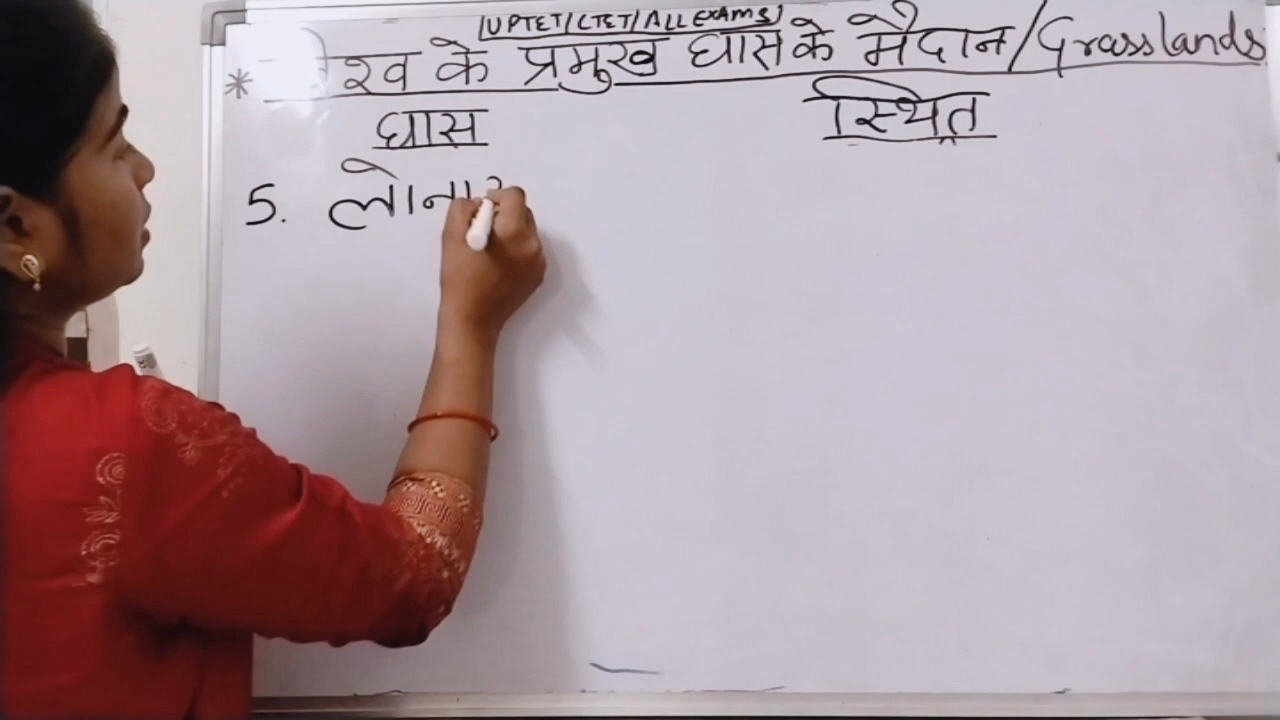 (UPTET/CTET/ALL EXAMS)
* प्रमुख घास के मैदान/Grasslands
घास स्थित
5.